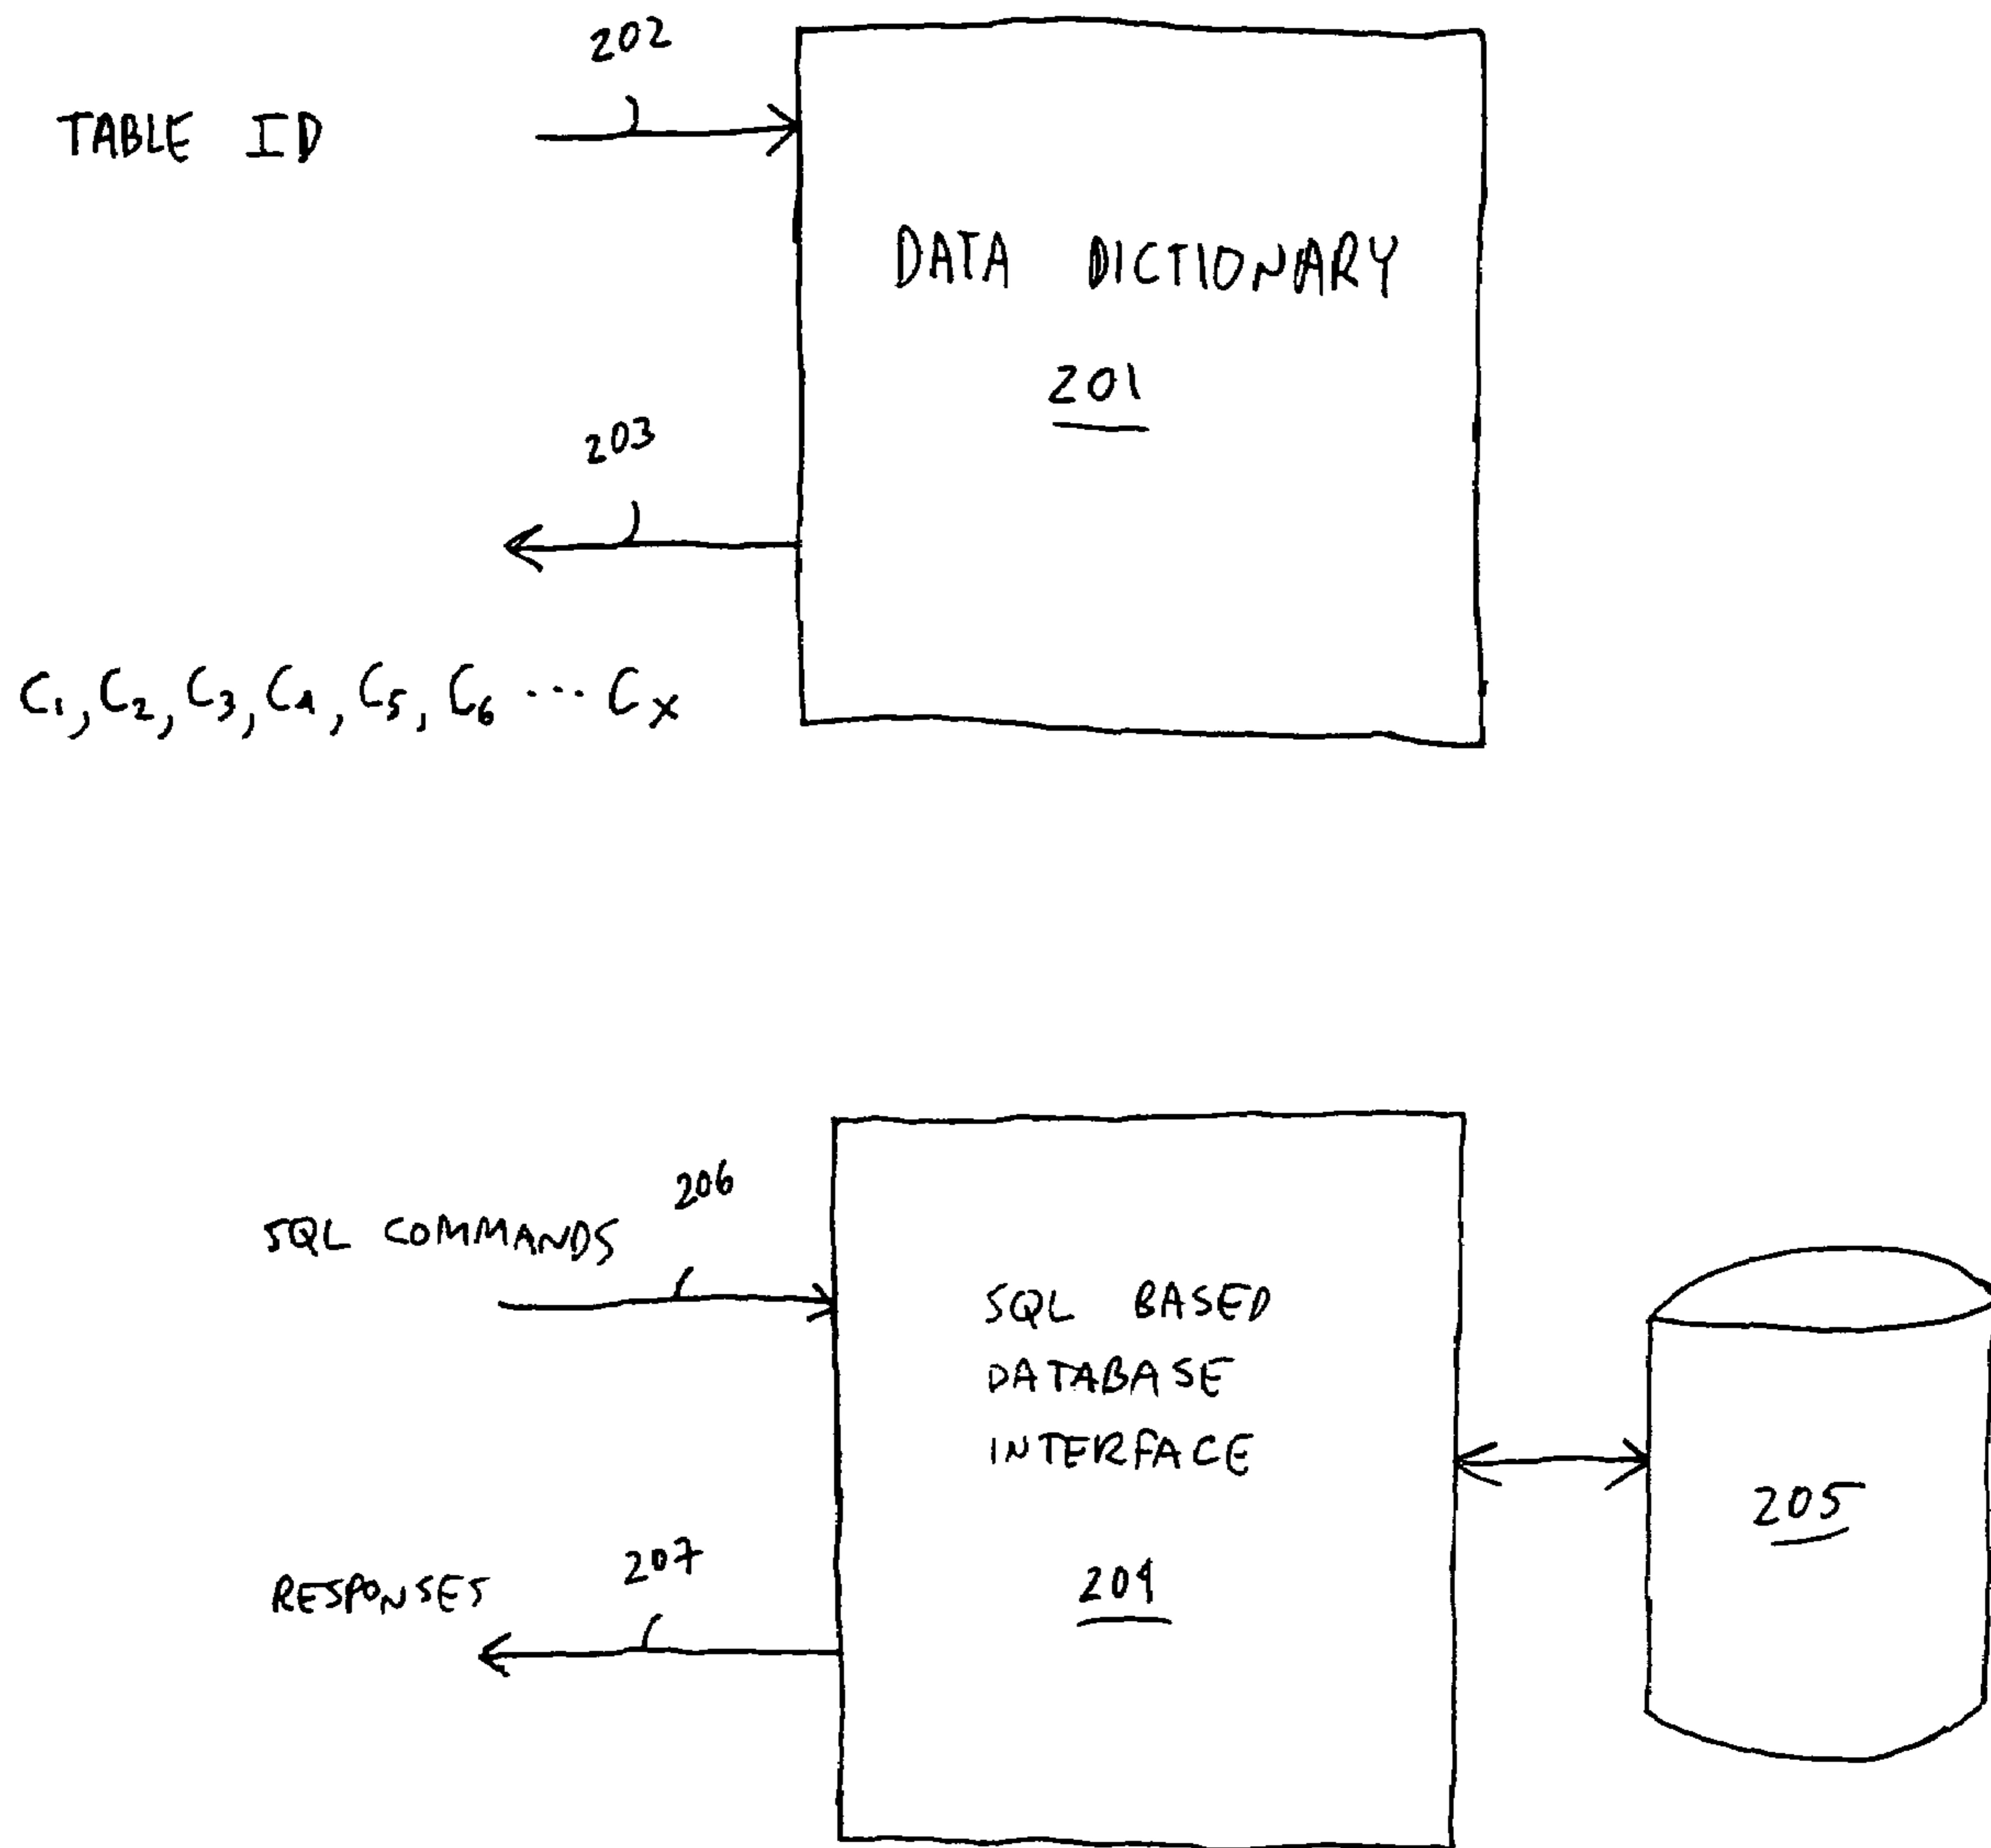 202
TABLE ID
DATA DICTIONARY
201
203
C1, C2, C3, C4, C5, C6 ... Cx
206
SQL COMMANDS
SQL BASED
DATABASE
INTERFACE
205
207
RESPONSES
204